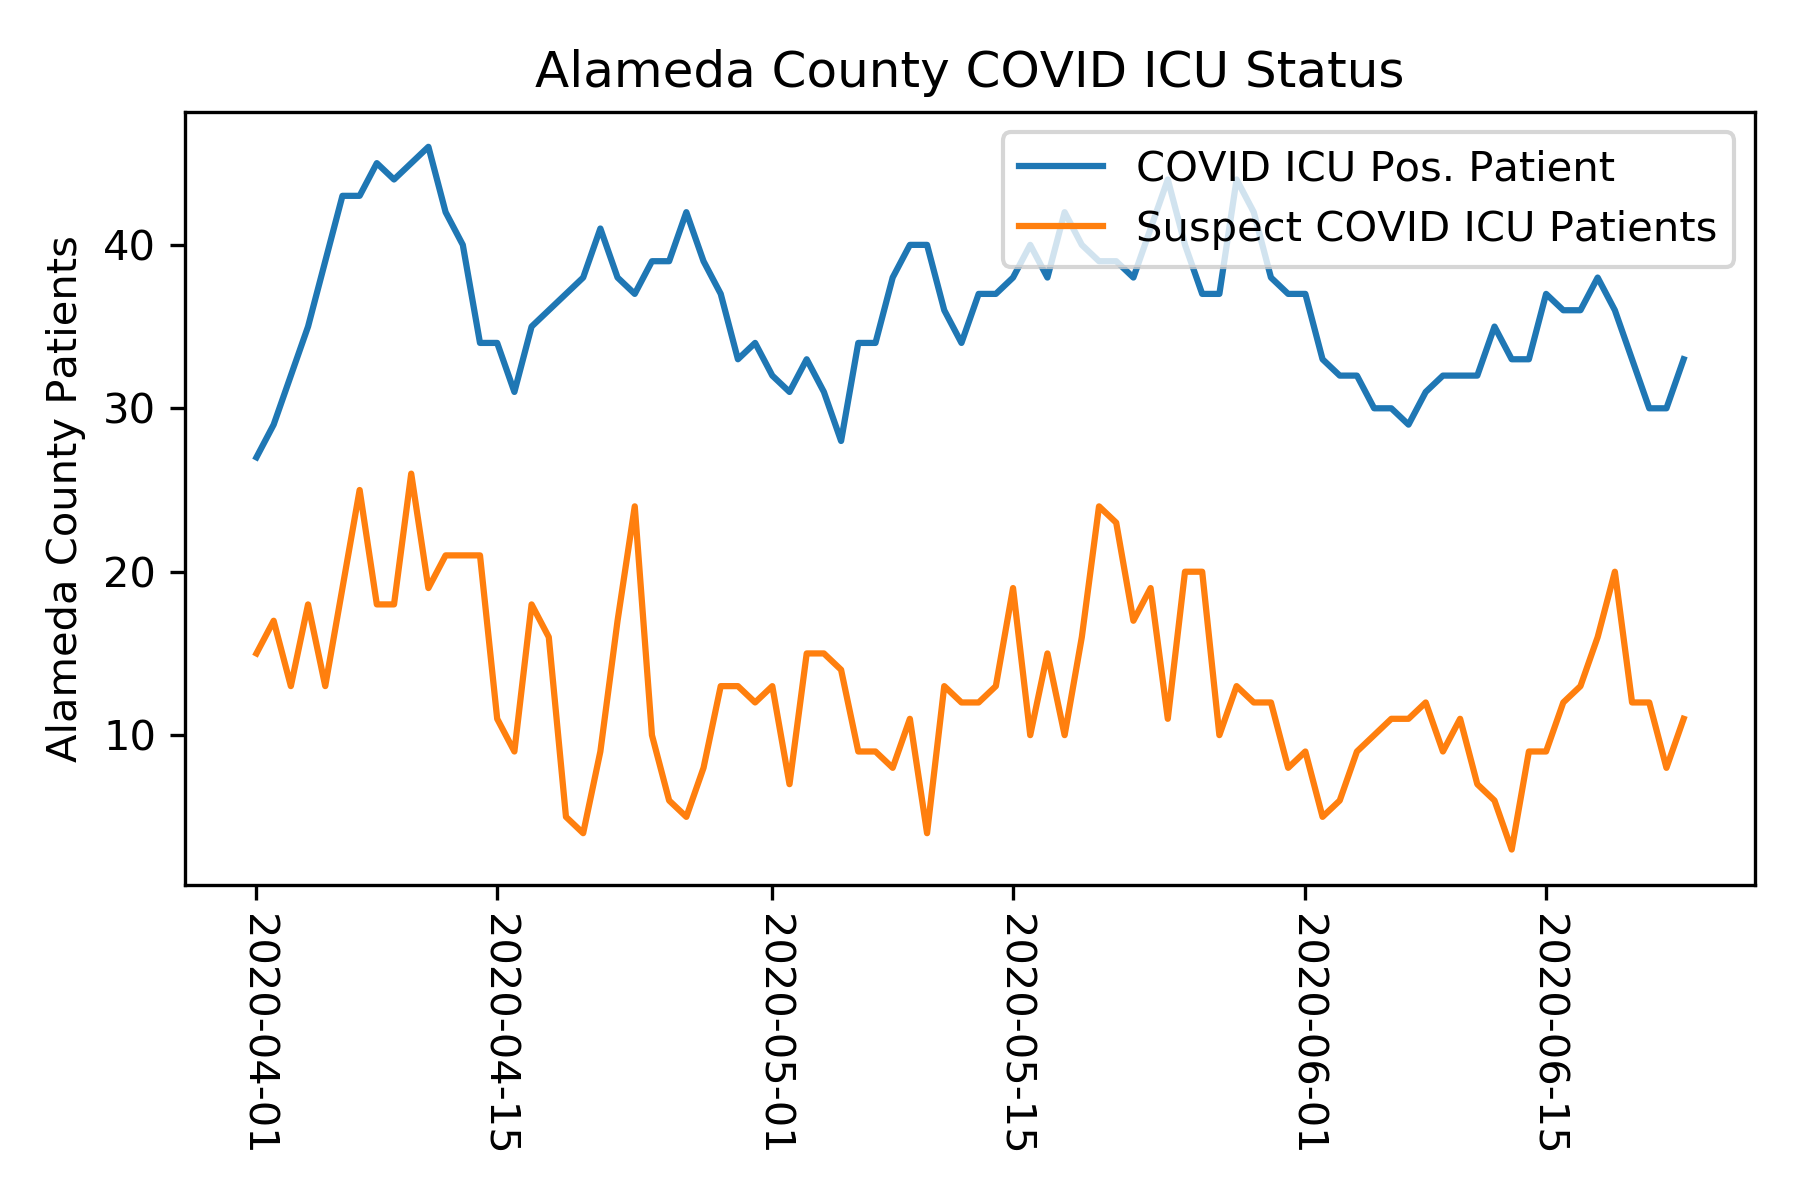 Alameda County COVID ICU Status
COVID ICU Pos. Patient
Suspect COVID ICU Patients
Alameda County Patients
40
30
20
10
2020-04-01
2020-04-15
2020-05-01
2020-05-15
2020-06-01
2020-06-15